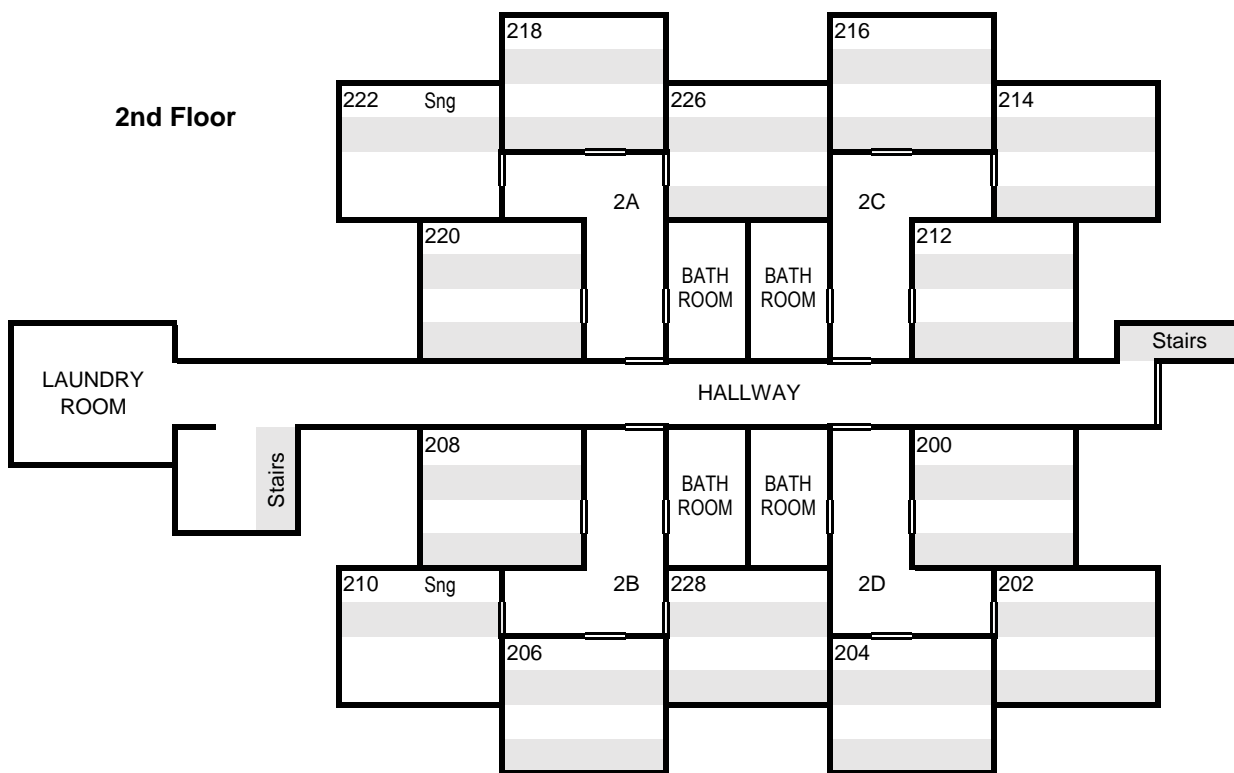 218
216
222 Sng
226
214
2nd Floor
2A
2C
220
212
BATH
ROOM
BATH
ROOM
Stairs
LAUNDRY
ROOM
HALLWAY
208
200
Stairs
BATH
ROOM
BATH
ROOM
210 Sng
2B
228
2D
202
206
204